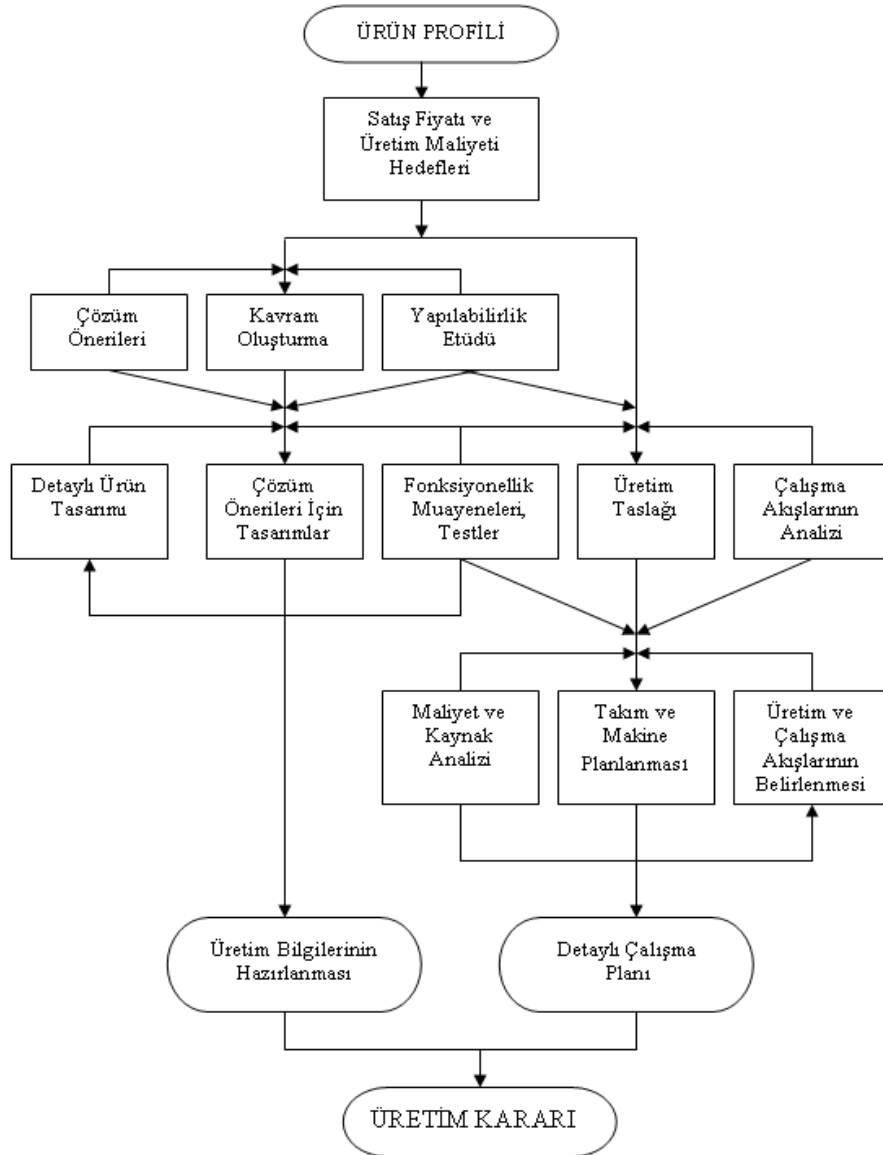 ÜRÜN PROFİLİ
Satış Fiyatı ve
Üretim Maliyeti
Hedefleri
Çözüm
Önerileri
Kavram
Oluşturma
Yapılabilirlik
Etüdü
Detaylı Ürün
Tasarımı
Çözüm
Önerileri İçin
Tasarımlar
Fonksiyonellik
Muayeneleri,
Testler
Üretim
Taslağı
Çalışma
Akışlarının
Analizi
Maliyet ve
Kaynak
Analizi
Takım ve
Makine
Planlanması
Üretim ve
Çalışma
Akışlarının
Belirlenmesi
Üretim Bilgilerinin
Hazırlanması
Detaylı Çalışma
Planı
ÜRETİM KARARI